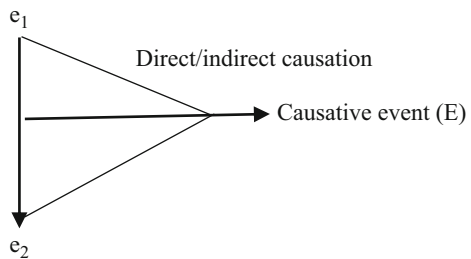 e₁
Direct/indirect causation
Causative event (E)
e₂